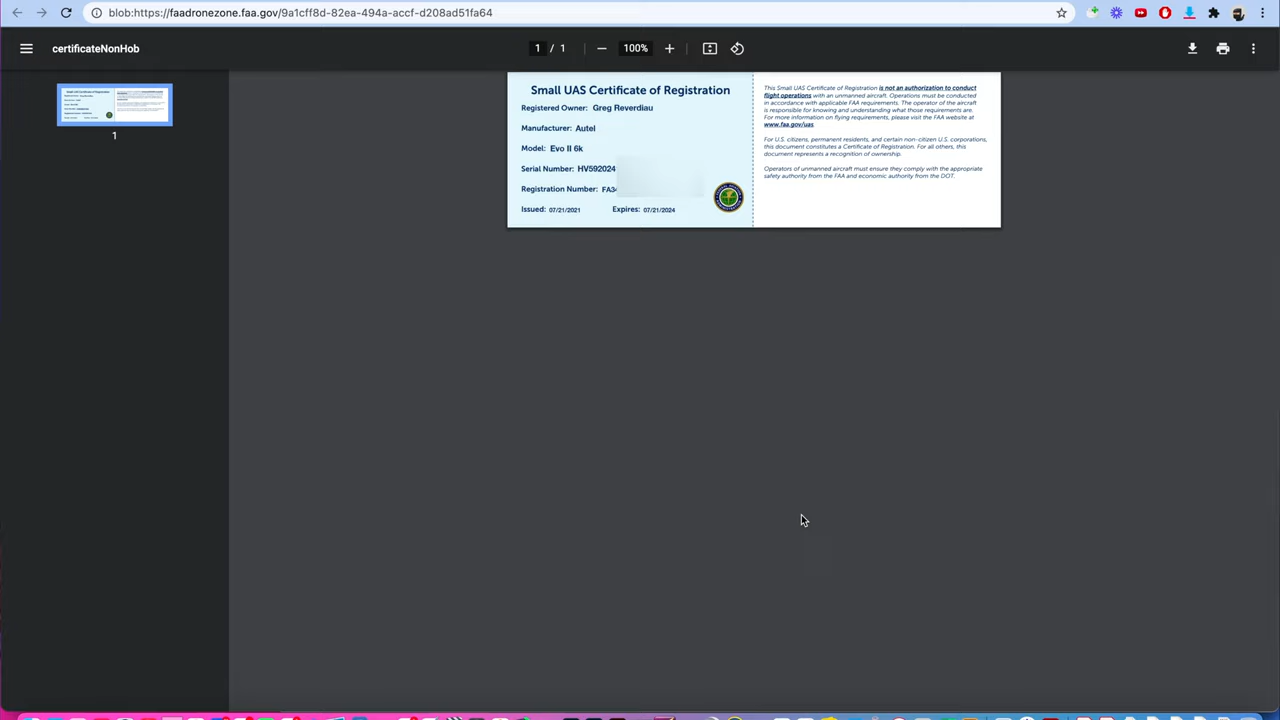 blob:https://faadronezone.faa.gov/9a1cff8d-82ea-494a-accf-d208ad51fa64
certificateNonHob
1 / 1
100%
1
Small UAS Certificate of Registration
Registered Owner: Greg Reverdiau
Manufacturer: Autel
Model: Evo II 6k
Serial Number: HV592024
Registration Number: FA34
Issued: 07/21/2021 Expires: 07/21/2024
This Small UAS Certificate of Registration is not an authorization to conduct
flight operations with an unmanned aircraft. Operations must be conducted
in accordance with applicable FAA requirements. The operator of the aircraft
is responsible for knowing and understanding what those requirements are.
For more information on flying requirements, please visit the FAA website at
www.faa.gov/uas.
For U.S. citizens, permanent residents, and certain non-citizen U.S. corporations,
this document constitutes a Certificate of Registration. For all others, this
document represents a recognition of ownership.
Operators of unmanned aircraft must ensure they comply with the appropriate
safety authority from the FAA and economic authority from the DOT.